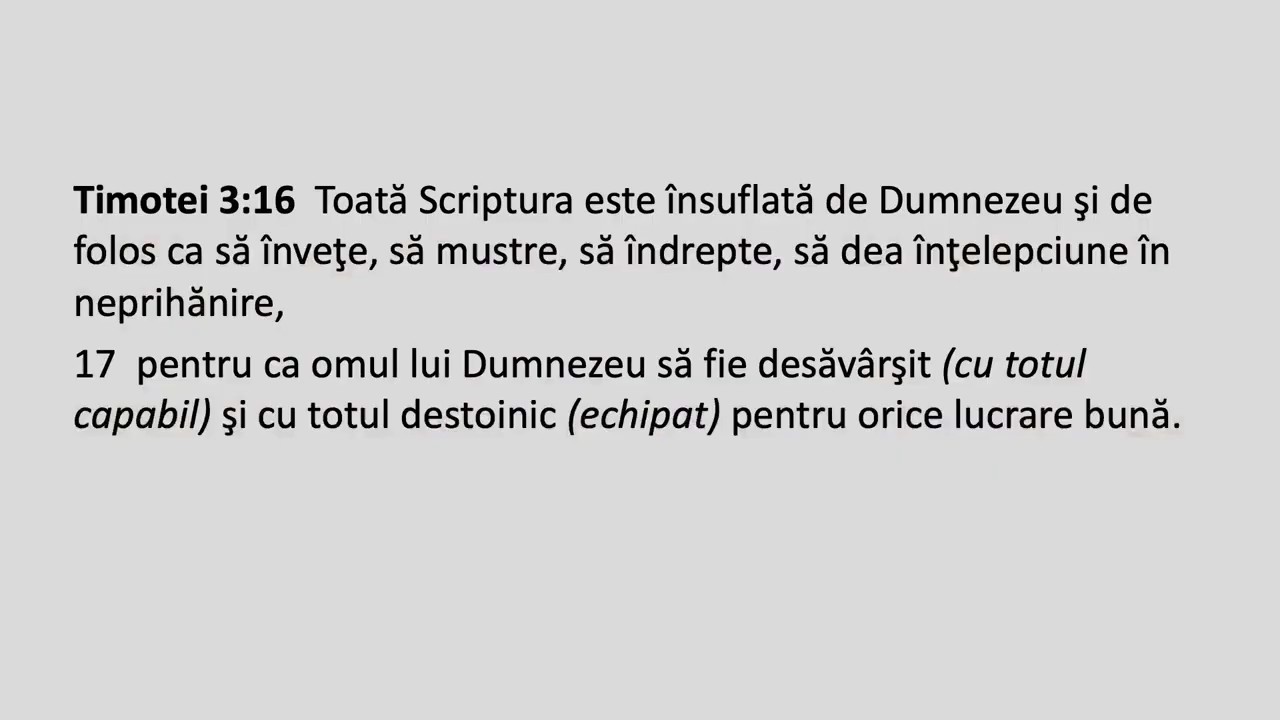 Timotei 3:16  Toată Scriptura este însuflată de Dumnezeu şi de
folos ca să înveţe, să mustre, să îndrepte, să dea înţelepciune în
neprihănire,
17  pentru ca omul lui Dumnezeu să fie desăvârşit (cu totul
capabil) şi cu totul destoinic (echipat) pentru orice lucrare bună.